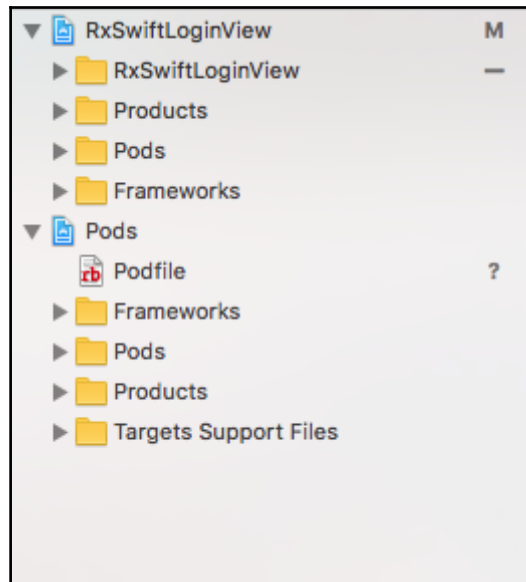 RxSwiftLoginView M
RxSwiftLoginView —
Products
Pods
Frameworks
Pods
rb Podfile ?
Frameworks
Pods
Products
Targets Support Files